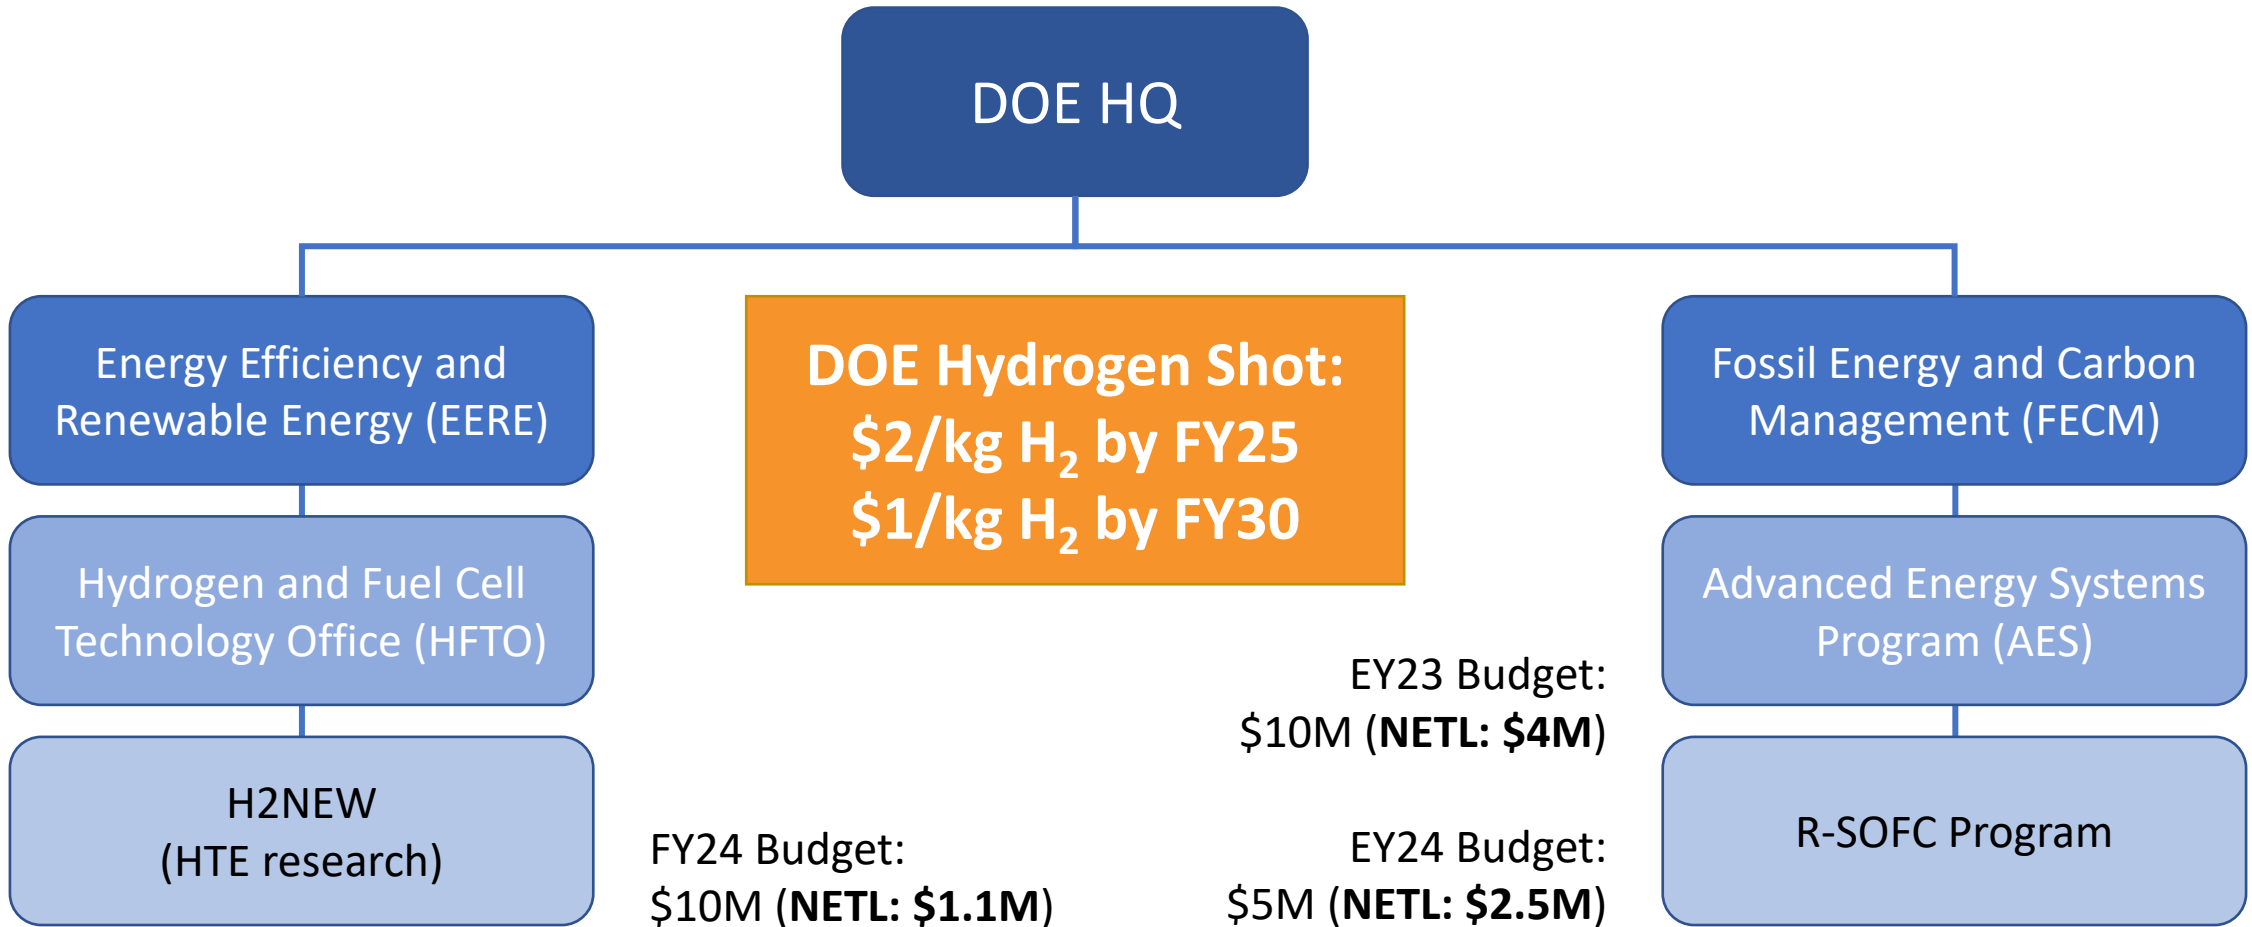 DOE HQ
Energy Efficiency and
Renewable Energy (EERE)
DOE Hydrogen Shot:
$2/kg H₂ by FY25
$1/kg H₂ by FY30
Fossil Energy and Carbon
Management (FECM)
Hydrogen and Fuel Cell
Technology Office (HFTO)
Advanced Energy Systems
Program (AES)
EY23 Budget:
$10M (NETL: $4M)
H2NEW
(HTE research)
FY24 Budget:
$10M (NETL: $1.1M)
EY24 Budget:
$5M (NETL: $2.5M)
R-SOFC Program